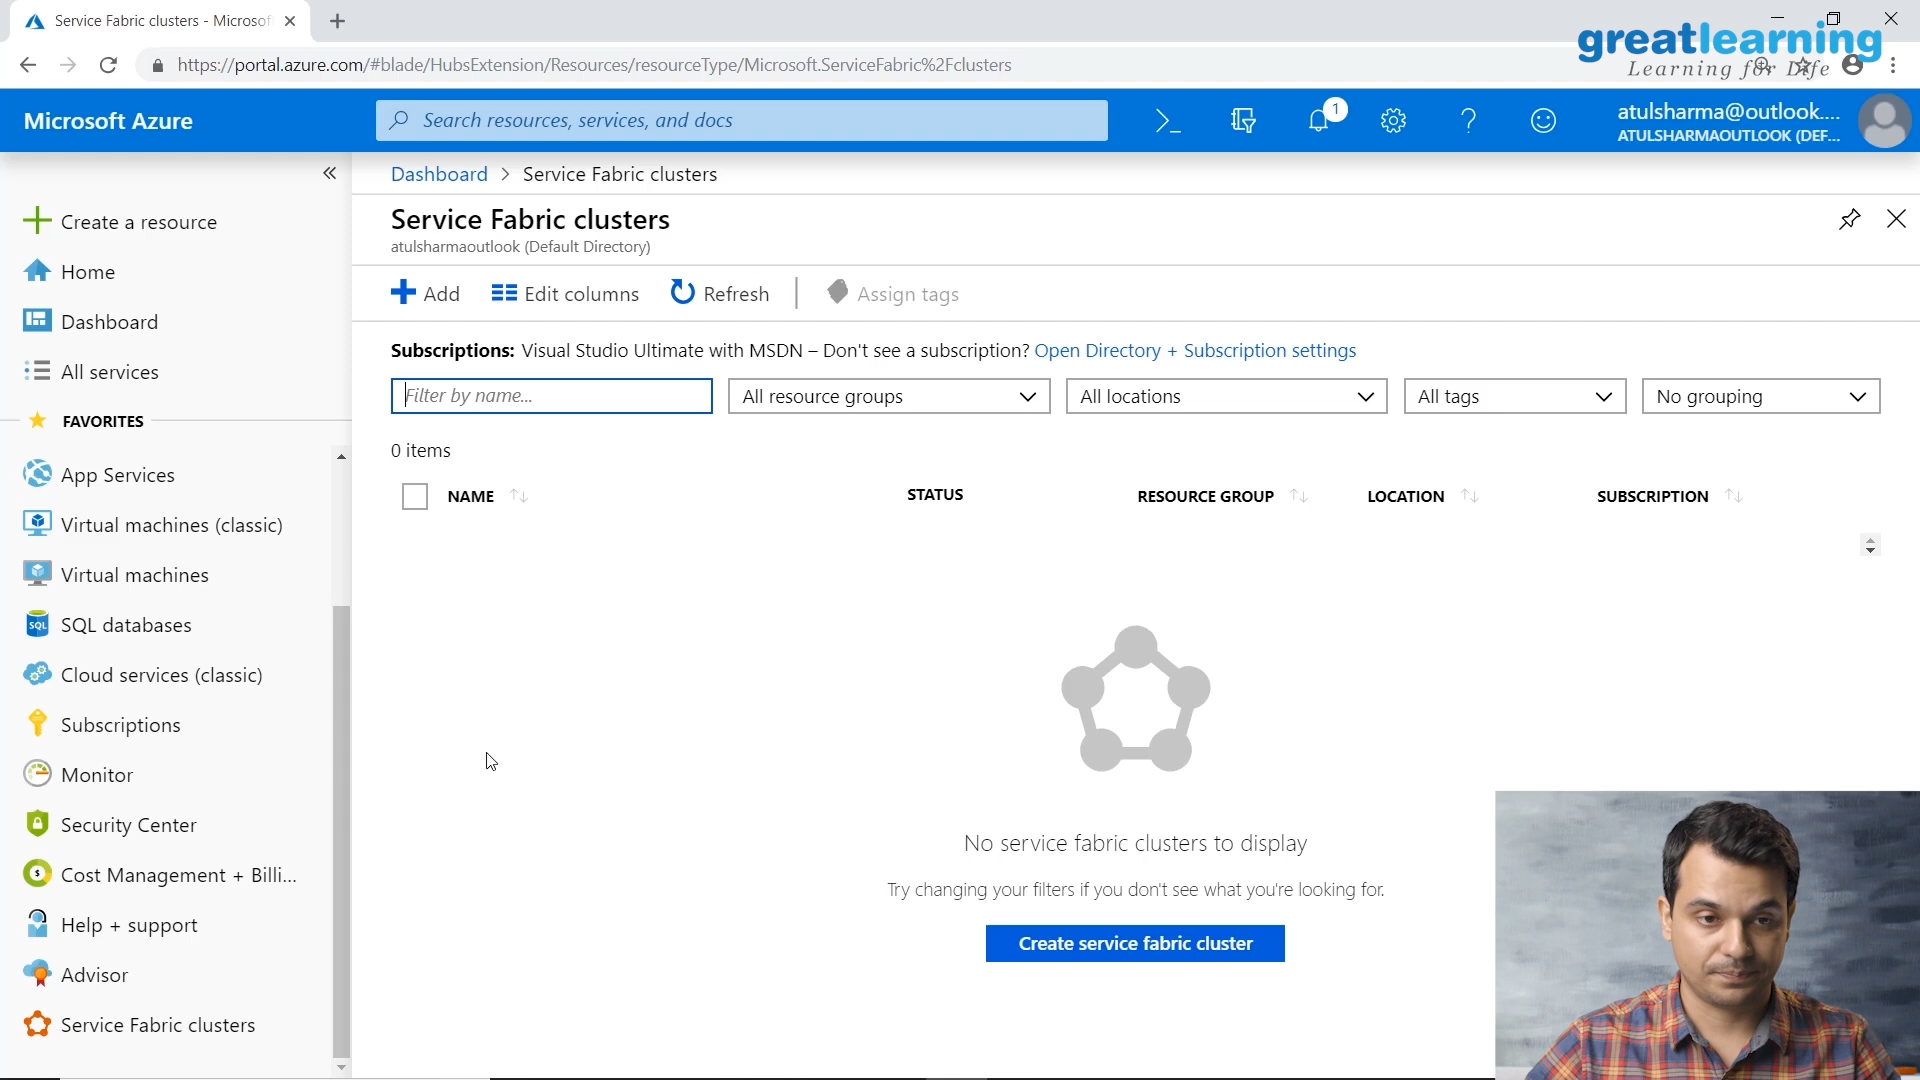 Service Fabric clusters - Microsof
https://portal.azure.com/#blade/HubsExtension/Resources/resourceType/Microsoft.ServiceFabric%2Fclusters
greatlearning
Learning for Life
Microsoft Azure
Search resources, services, and docs
1
atulsharma@outlook....
ATULSHARMAOUTLOOK (DEF...
Create a resource
Home
Dashboard
All services
FAVORITES
App Services
Virtual machines (classic)
Virtual machines
SQL
SQL databases
Cloud services (classic)
Subscriptions
Monitor
Security Center
Cost Management + Billi...
Help + support
Advisor
Service Fabric clusters
Dashboard > Service Fabric clusters
Service Fabric clusters
atulsharmaoutlook (Default Directory)
Add Edit columns Refresh Assign tags
Subscriptions: Visual Studio Ultimate with MSDN – Don't see a subscription? Open Directory + Subscription settings
Filter by name... All resource groups All locations All tags No grouping
0 items
NAME STATUS RESOURCE GROUP LOCATION SUBSCRIPTION
No service fabric clusters to display
Try changing your filters if you don't see what you're looking for.
Create service fabric cluster